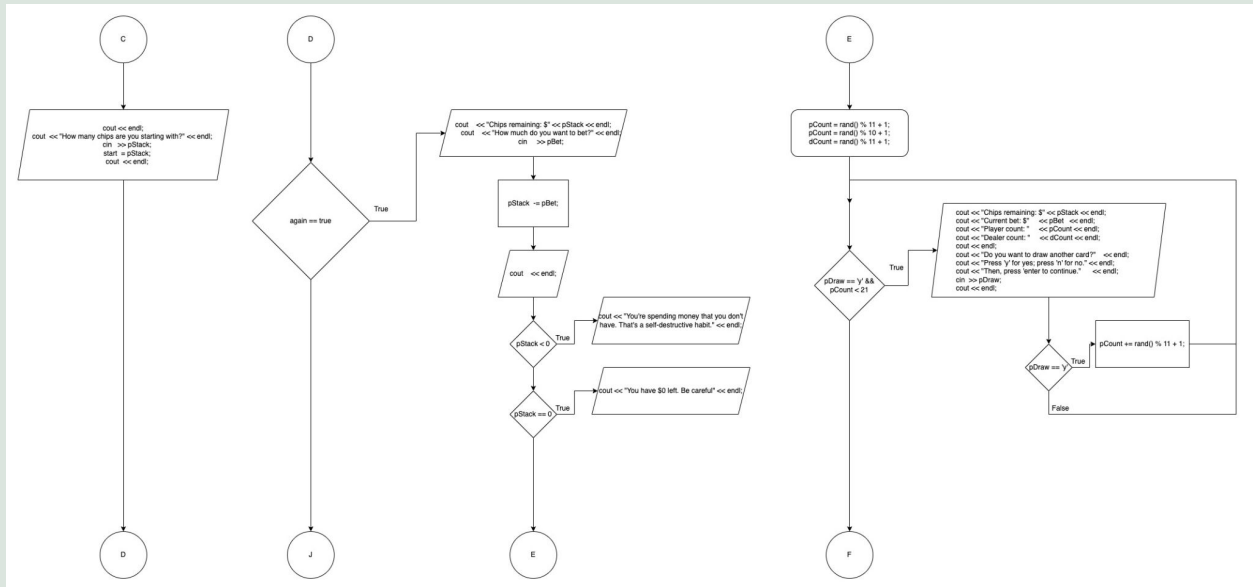 C
cout << endl;
cout << "How many chips are you starting with?" << endl;
cin >> pStack;
start = pStack;
cout << endl;
D
D
again == true
True
J
cout << "Chips remaining: $" << pStack << endl;
cout << "How much do you want to bet?" << endl;
cin >> pBet;
pStack -= pBet;
cout << endl;
pStack < 0
True
cout << "You're spending money that you don't
have. That's a self-destructive habit." << endl;
pStack == 0
True
cout << "You have $0 left. Be careful" << endl;
E
E
pCount = rand() % 11 + 1;
pCount = rand() % 10 + 1;
dCount = rand() % 11 + 1;
pDraw == 'y' &&
pCount < 21
True
cout << "Chips remaining: $" << pStack << endl;
cout << "Current bet: $" << pBet << endl;
cout << "Player count: " << pCount << endl;
cout << "Dealer count: " << dCount << endl;
cout << endl;
cout << "Do you want to draw another card?" << endl;
cout << "Press 'y' for yes; press 'n' for no." << endl;
cout << "Then, press 'enter to continue." << endl;
cin >> pDraw;
cout << endl;
pDraw == 'y'
True
pCount += rand() % 11 + 1;
False
F